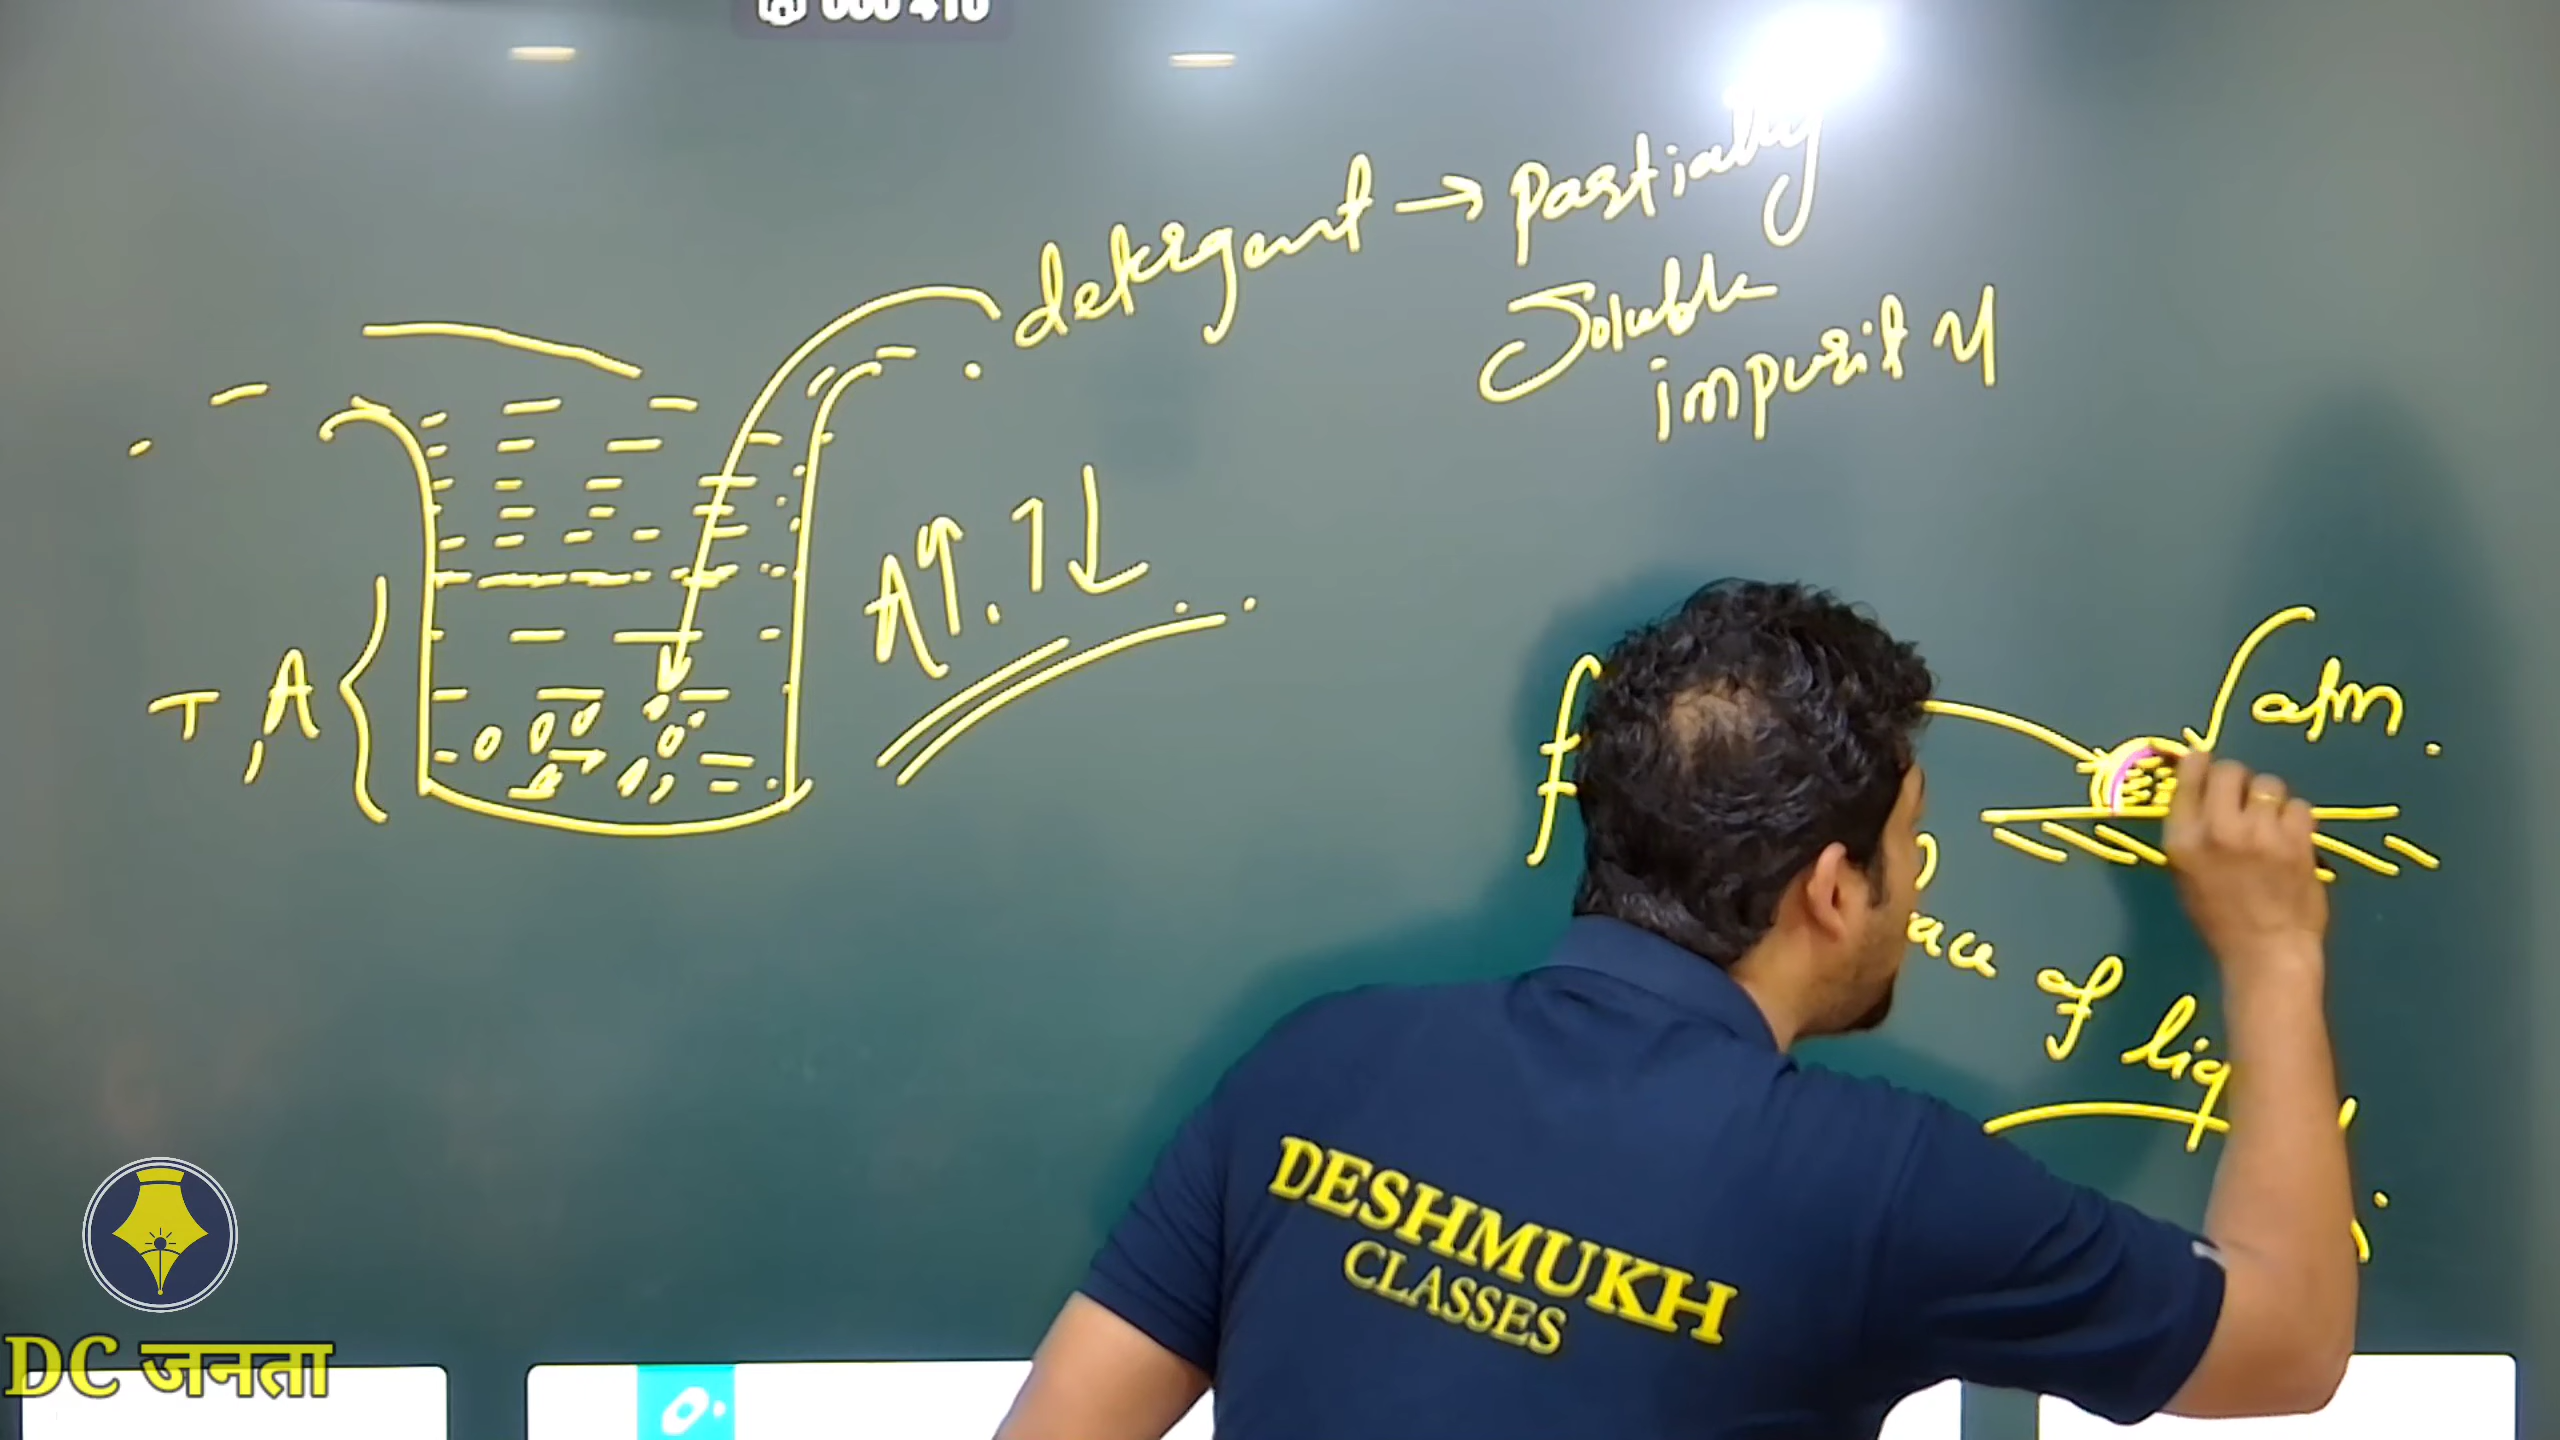 detergent → partially
soluble
impurity
A↑. T↓
T, A
atm.
of liq
DESHMUKH
CLASSES
DC जनता